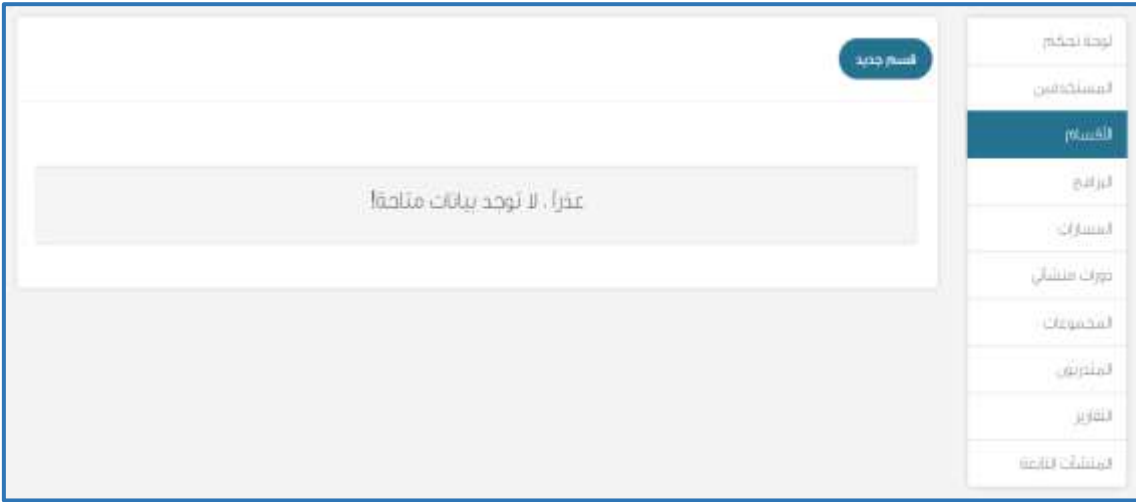 لوحة تحكم
المستخدمين
الأقسام
البرامج
المسارات
دورات منشأتي
المجموعات
المتدربون
التقارير
المنشآت التابعة
قسم جديد
عذراً ، لا توجد بيانات متاحة!